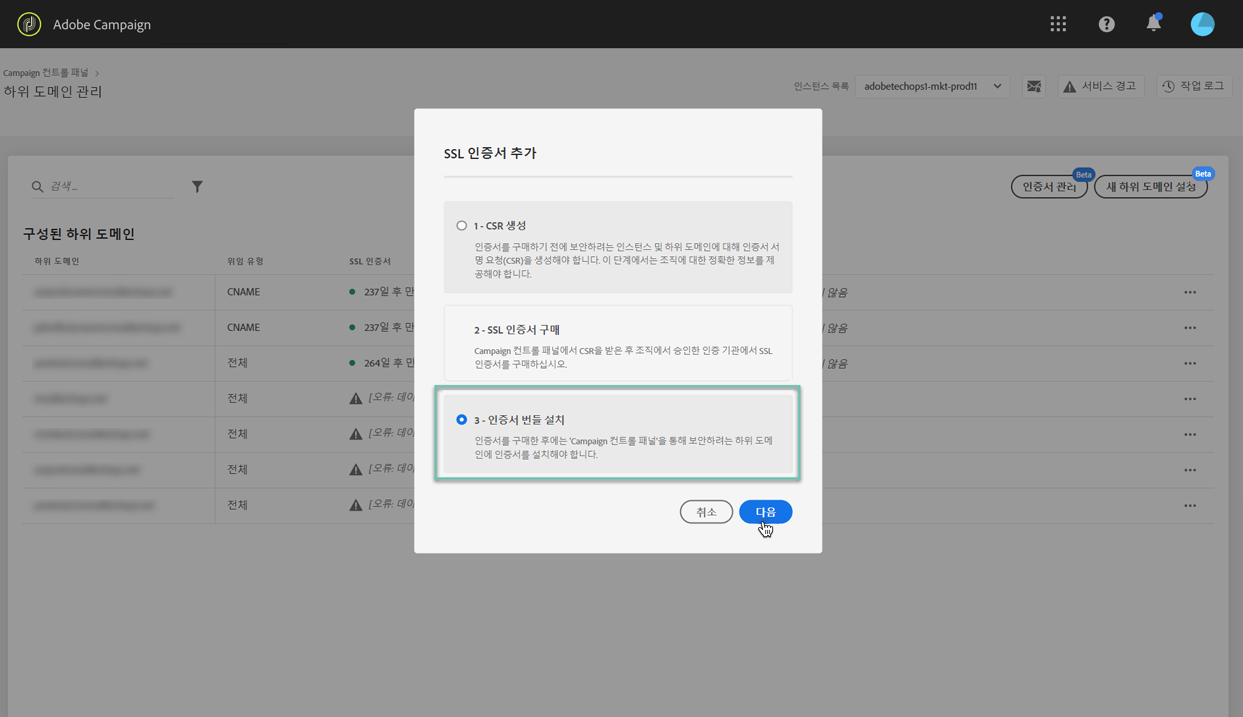 Adobe Campaign
Campaign 컨트롤 패널 >
하위 도메인 관리
인스턴스 목록
adobetechops1-mkt-prod11
서비스 경고
작업 로그
검색...
인증서 관리
Beta
새 하위 도메인 설정
Beta
구성된 하위 도메인
하위 도메인
위임 유형
SSL 인증서
CNAME
237일 후 만
않음
CNAME
237일 후 만
않음
전체
264일 후 만
않음
전체
[오류: 데이
전체
[오류: 데이
전체
[오류: 데이
전체
[오류: 데이
SSL 인증서 추가
1 - CSR 생성
인증서를 구매하기 전에 보안하려는 인스턴스 및 하위 도메인에 대해 인증서 서
명 요청(CSR)을 생성해야 합니다. 이 단계에서는 조직에 대한 정확한 정보를 제
공해야 합니다.
2 - SSL 인증서 구매
Campaign 컨트롤 패널에서 CSR을 받은 후 조직에서 승인한 인증 기관에서 SSL
인증서를 구매하십시오.
3 - 인증서 번들 설치
인증서를 구매한 후에는 'Campaign 컨트롤 패널'을 통해 보안하려는 하위 도메
인에 인증서를 설치해야 합니다.
취소
다음